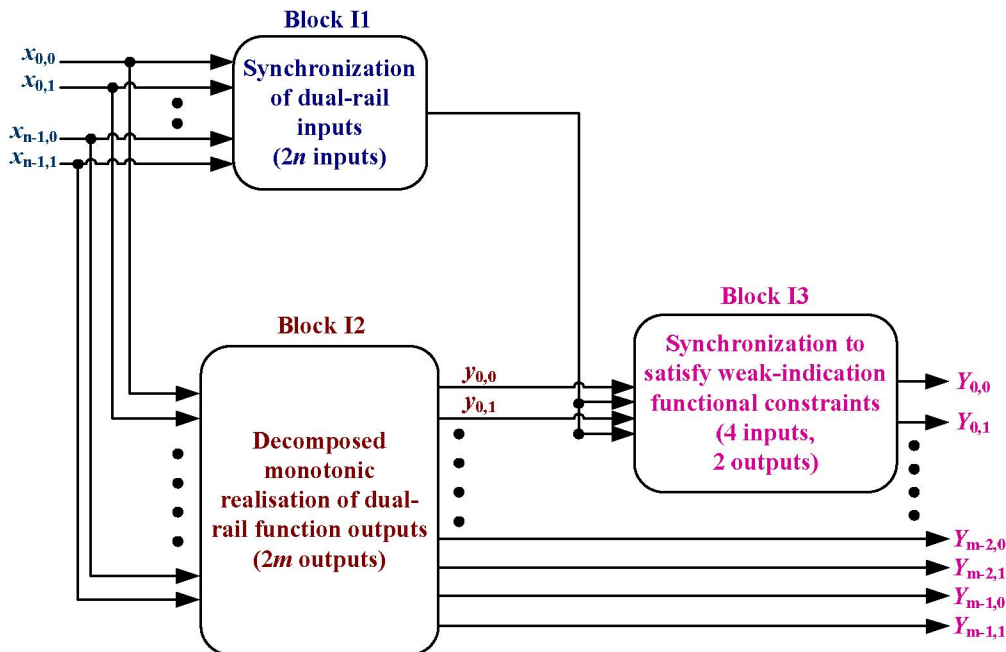 Block I1
x0,0
x0,1
xn-1,0
xn-1,1
Synchronization
of dual-rail
inputs
(2n inputs)
Block I2
Decomposed
monotonic
realisation of dual-
rail function outputs
(2m outputs)
y0,0
y0,1
Block I3
Synchronization to
satisfy weak-indication
functional constraints
(4 inputs,
2 outputs)
Y0,0
Y0,1
Ym-2,0
Ym-2,1
Ym-1,0
Ym-1,1